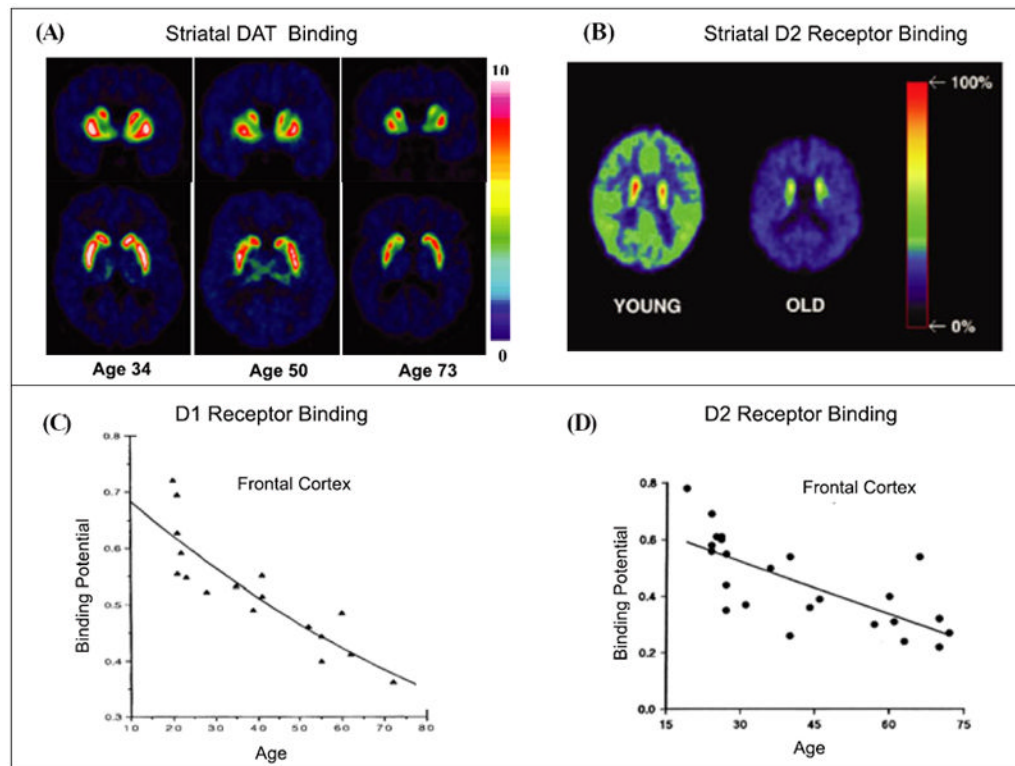 (A) Striatal DAT Binding
10
0
Age 34 Age 50 Age 73
(B) Striatal D2 Receptor Binding
100%
YOUNG OLD
0%
(C) D1 Receptor Binding
Frontal Cortex
Binding Potential
0.8
0.7
0.6
0.5
0.4
0.3
10 20 30 40 50 60 70 80
Age
(D) D2 Receptor Binding
Frontal Cortex
Binding Potential
0.8
0.6
0.4
0.2
0.0
15 30 45 60 75
Age